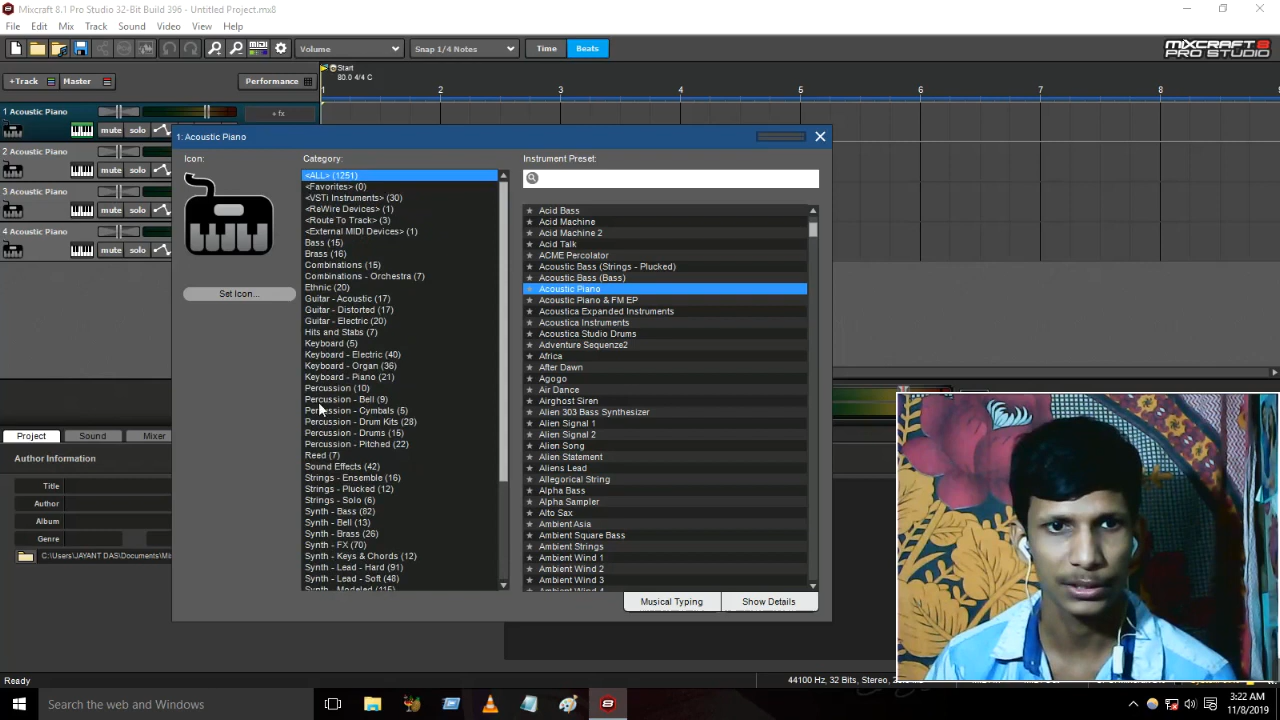 Mixcraft 8.1 Pro Studio 32-Bit Build 396 - Untitled Project.mx8
File Edit Mix Track Sound Video View Help
Volume Snap 1/4 Notes Time Beats MIXCRAFT 8 PRO STUDIO
+Track Master Performance
Start
80.0 4/4 C
1 2 3 4 5 6 7 8 9
1 Acoustic Piano
mute solo + fx
2 Acoustic Piano
mute solo
3 Acoustic Piano
mute solo
4 Acoustic Piano
mute solo
1: Acoustic Piano
Icon:
Set Icon...
Category:
<ALL> (1251)
<Favorites> (0)
<VSTi Instruments> (30)
<ReWire Devices> (1)
<Route To Track> (3)
<External MIDI Devices> (1)
Bass (15)
Brass (16)
Combinations (15)
Combinations - Orchestra (7)
Ethnic (20)
Guitar - Acoustic (17)
Guitar - Distorted (17)
Guitar - Electric (20)
Hits and Stabs (7)
Keyboard (5)
Keyboard - Electric (40)
Keyboard - Organ (36)
Keyboard - Piano (21)
Percussion (10)
Percussion - Bell (9)
Percussion - Cymbals (5)
Percussion - Drum Kits (28)
Percussion - Drums (15)
Percussion - Pitched (22)
Reed (7)
Sound Effects (42)
Strings - Ensemble (16)
Strings - Plucked (12)
Strings - Solo (6)
Synth - Bass (82)
Synth - Bell (13)
Synth - Brass (26)
Synth - FX (70)
Synth - Keys & Chords (12)
Synth - Lead - Hard (91)
Synth - Lead - Soft (48)
Synth - Modeled (115)
Instrument Preset:
Acid Bass
Acid Machine
Acid Machine 2
Acid Talk
ACME Percolator
Acoustic Bass (Strings - Plucked)
Acoustic Bass (Bass)
Acoustic Piano
Acoustic Piano & FM EP
Acoustica Expanded Instruments
Acoustica Instruments
Acoustica Studio Drums
Adventure Sequenze2
Africa
After Dawn
Agogo
Air Dance
Airghost Siren
Alien 303 Bass Synthesizer
Alien Signal 1
Alien Signal 2
Alien Song
Alien Statement
Aliens Lead
Allegorical String
Alpha Bass
Alpha Sampler
Alto Sax
Ambient Asia
Ambient Square Bass
Ambient Strings
Ambient Wind 1
Ambient Wind 2
Ambient Wind 3
Ambient Wind 4
Musical Typing Show Details
Project Sound Mixer
Author Information
Title
Author
Album
Genre
C:\Users\JAYANT DAS\Documents\Mi
Ready
44100 Hz, 32 Bits, Stereo,
Search the web and Windows
3:22 AM
11/8/2019